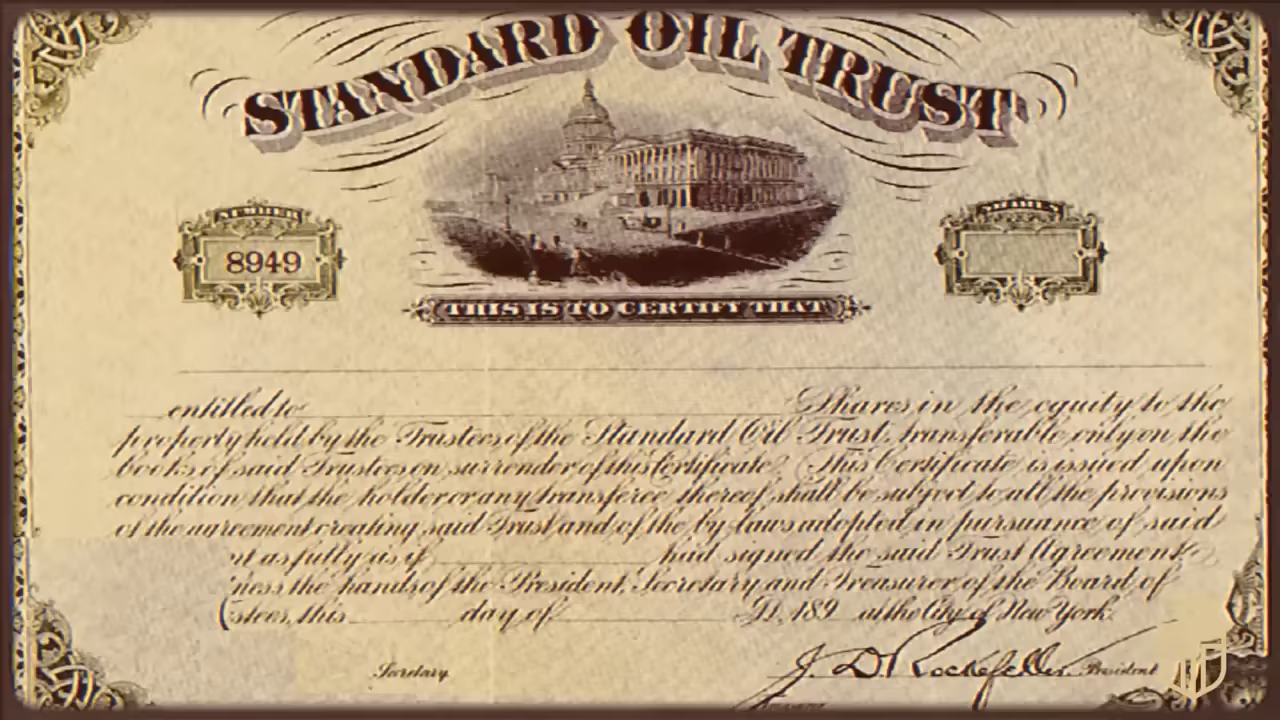 STANDARD OIL TRUST
NUMBER
SHARES
8949
THIS IS TO CERTIFY THAT
entitled to Shares in the equity to the
property held by the Trustees of the Standard Oil Trust, transferable only on the
books of said Trustees on surrender of this Certificate. This Certificate is issued upon
condition that the holder or any transferee thereof shall be subject to all the provisions
of the agreement creating said Trust and of the by-laws adopted in pursuance of said
nt as fully as if had signed the said Trust Agreement.
ness the hands of the President, Secretary and Treasurer of the Board of
stees, this day of A.D. 189 at the City of New York.
Secretary. J. D. Rockefeller President
Treasurer